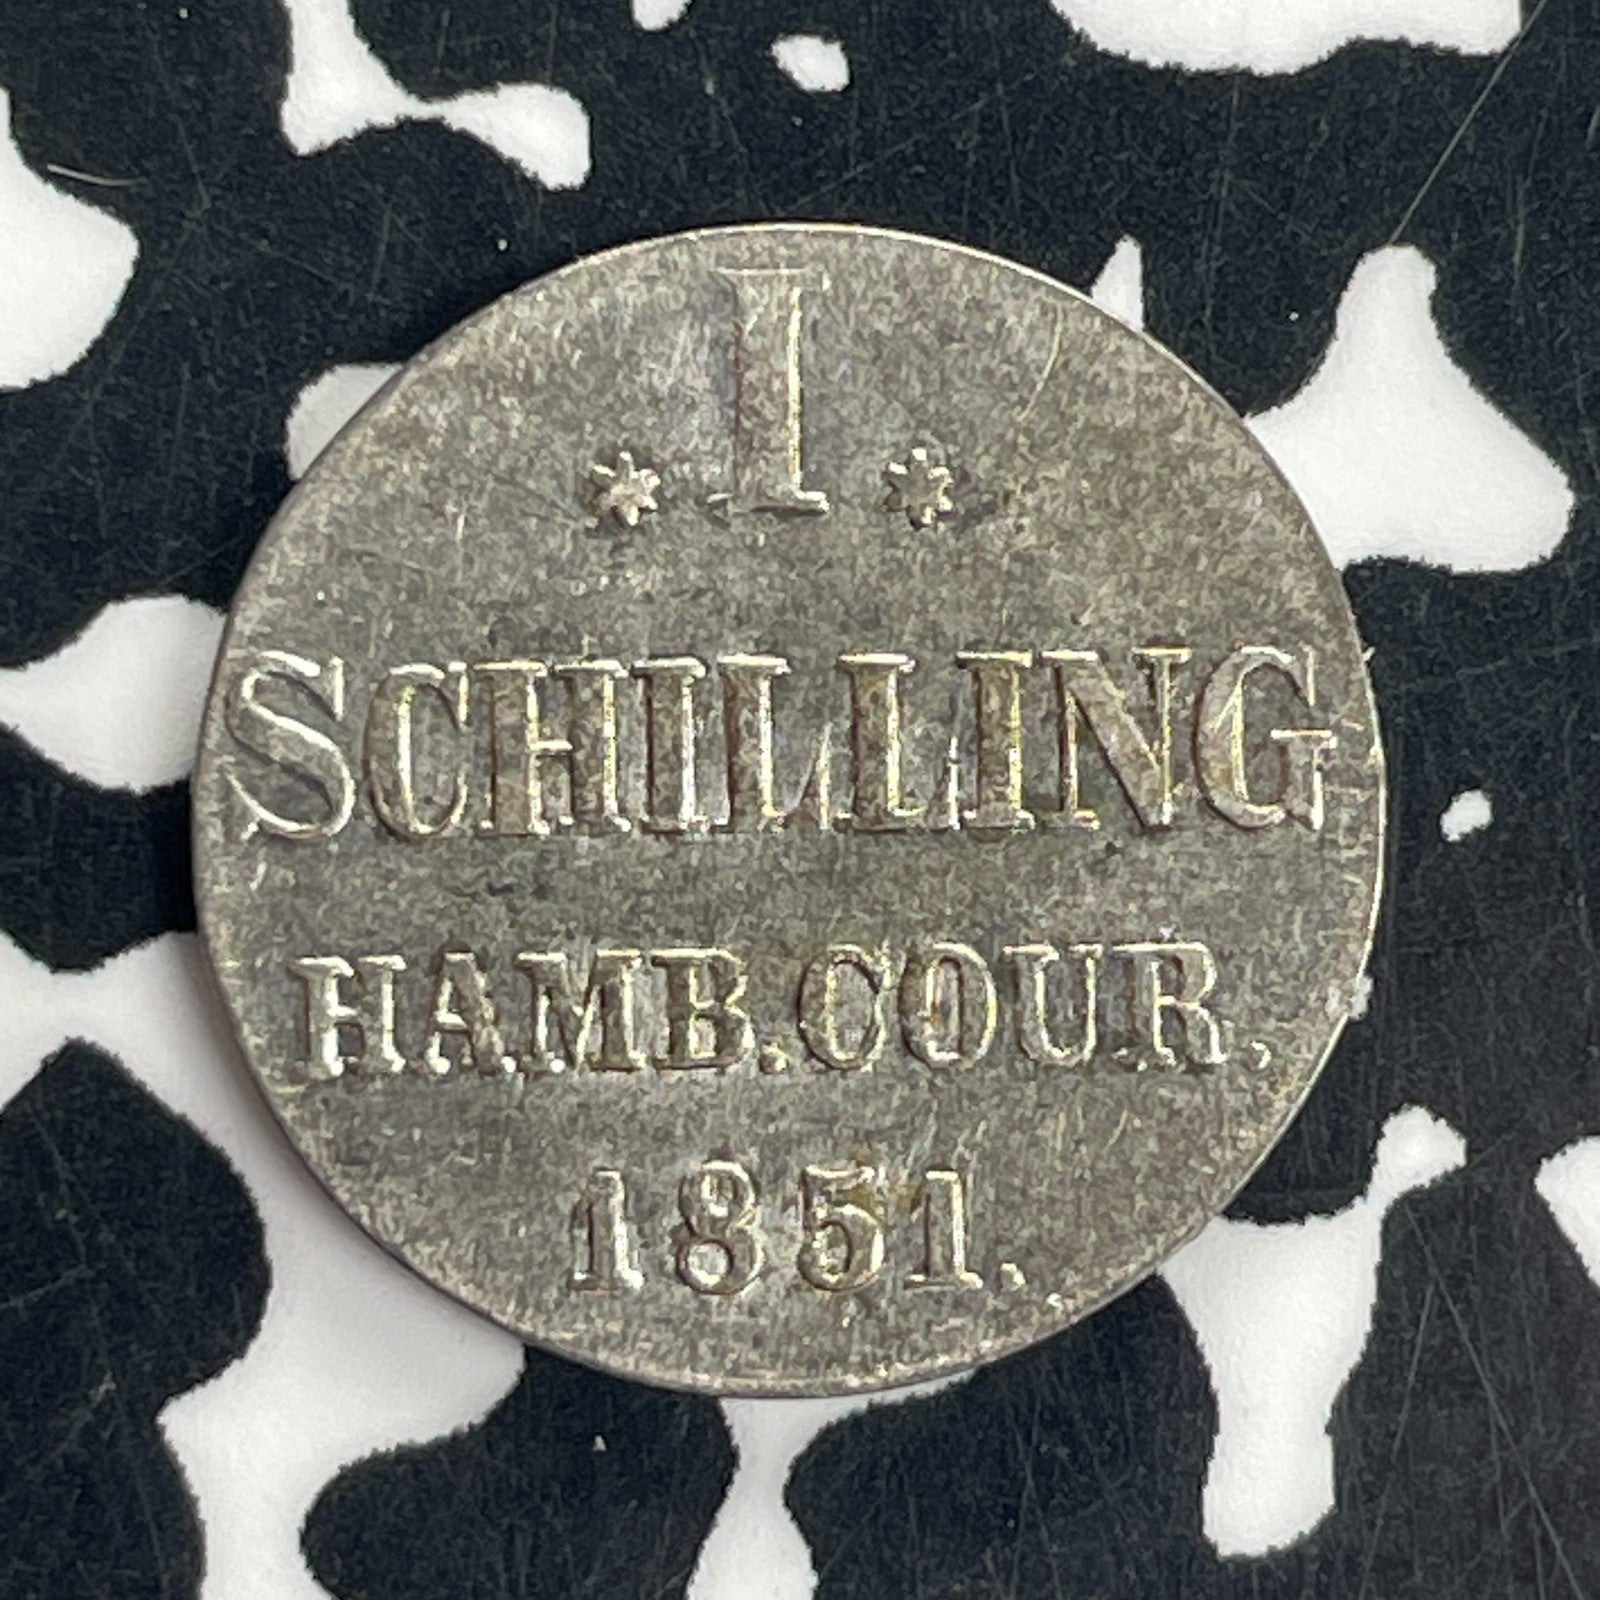 * I *
SCHILLING
HAMB.COUR.
1851.